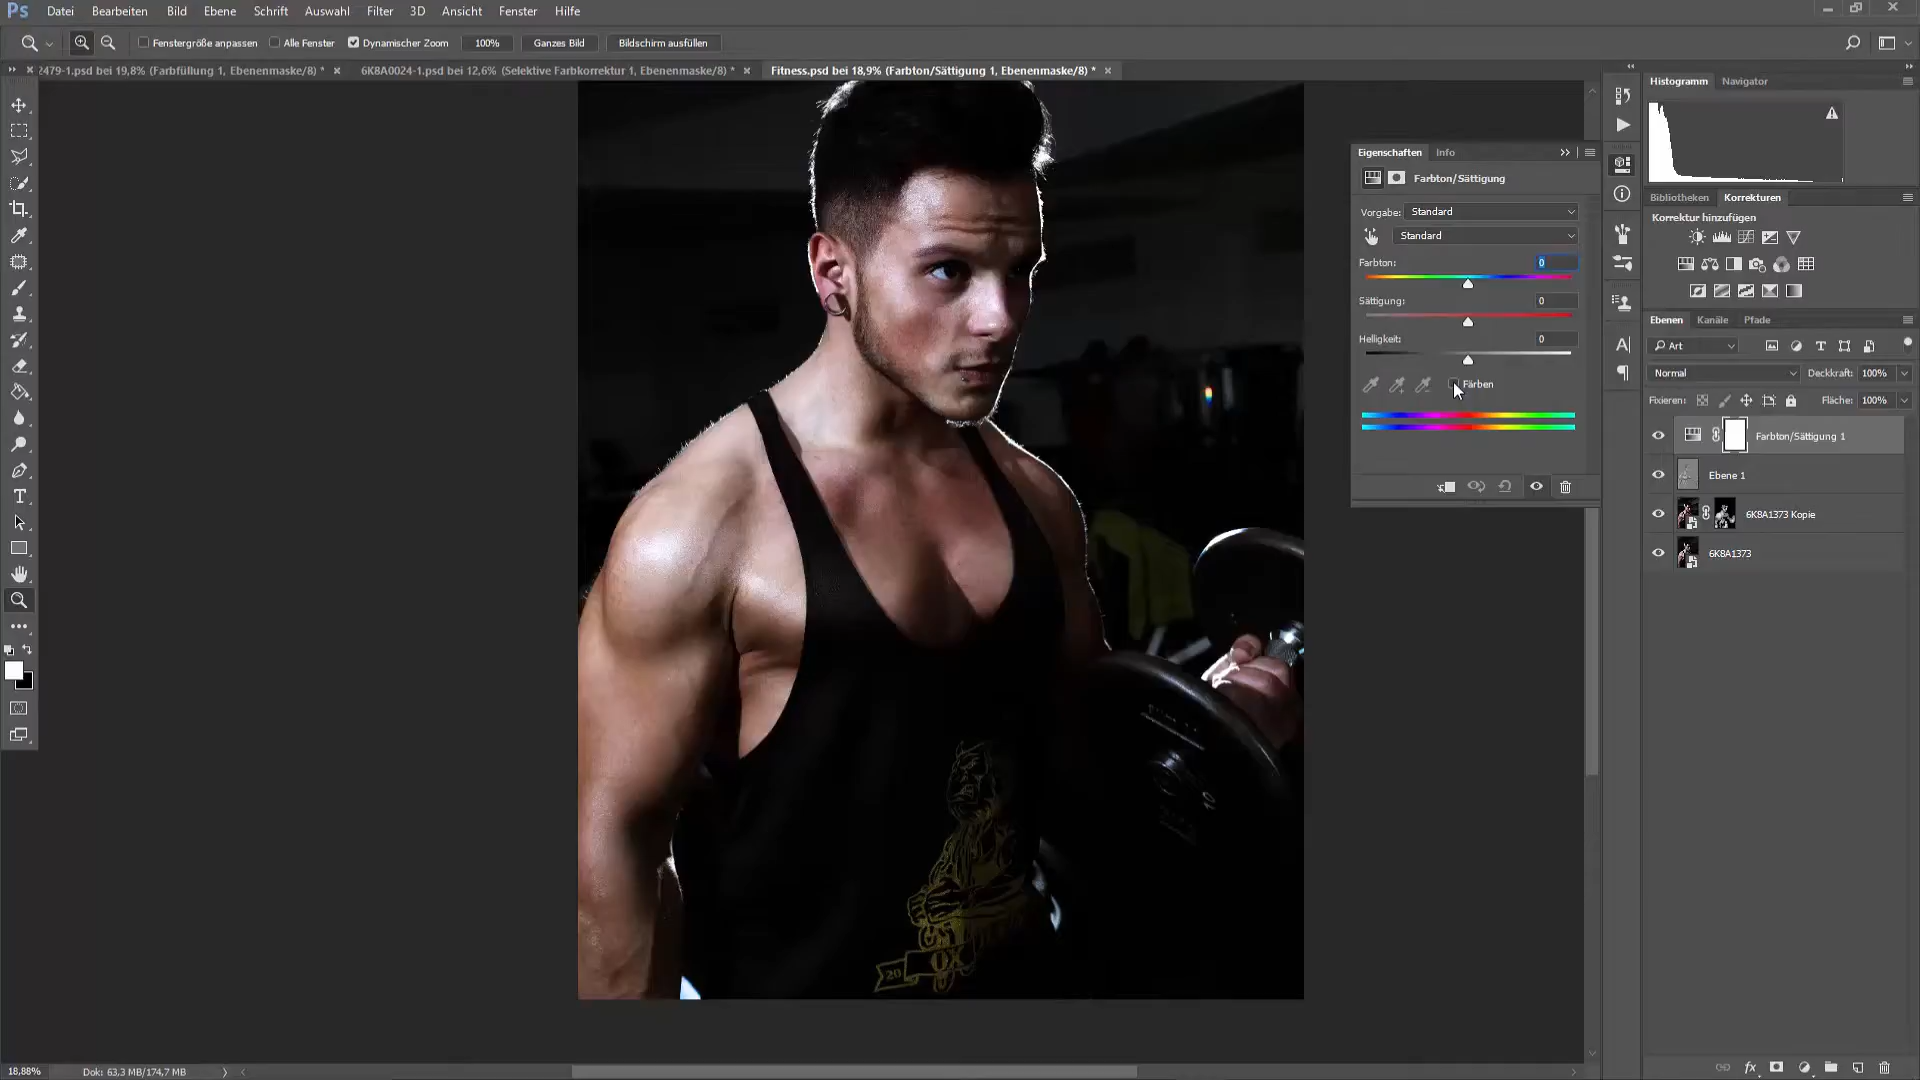 Ps Datei Bearbeiten Bild Ebene Schrift Auswahl Filter 3D Ansicht Fenster Hilfe
Fenstergröße anpassen Alle Fenster Dynamischer Zoom 100% Ganzes Bild Bildschirm ausfüllen
2479-1.psd bei 19,8% (Farbfüllung 1, Ebenenmaske/8) * 6K8A0024-1.psd bei 12,6% (Selektive Farbkorrektur 1, Ebenenmaske/8) * Fitness.psd bei 18,9% (Farbton/Sättigung 1, Ebenenmaske/8) *
Histogramm Navigator
Eigenschaften Info
Farbton/Sättigung
Vorgabe: Standard
Standard
Farbton: 0
Sättigung: 0
Helligkeit: 0
Färben
Bibliotheken Korrekturen
Korrektur hinzufügen
Ebenen Kanäle Pfade
Art
Normal Deckkraft: 100%
Fixieren: Fläche: 100%
Farbton/Sättigung 1
Ebene 1
6K8A1373 Kopie
6K8A1373
20 OX
18,88% Dok: 63,3 MB/174,7 MB